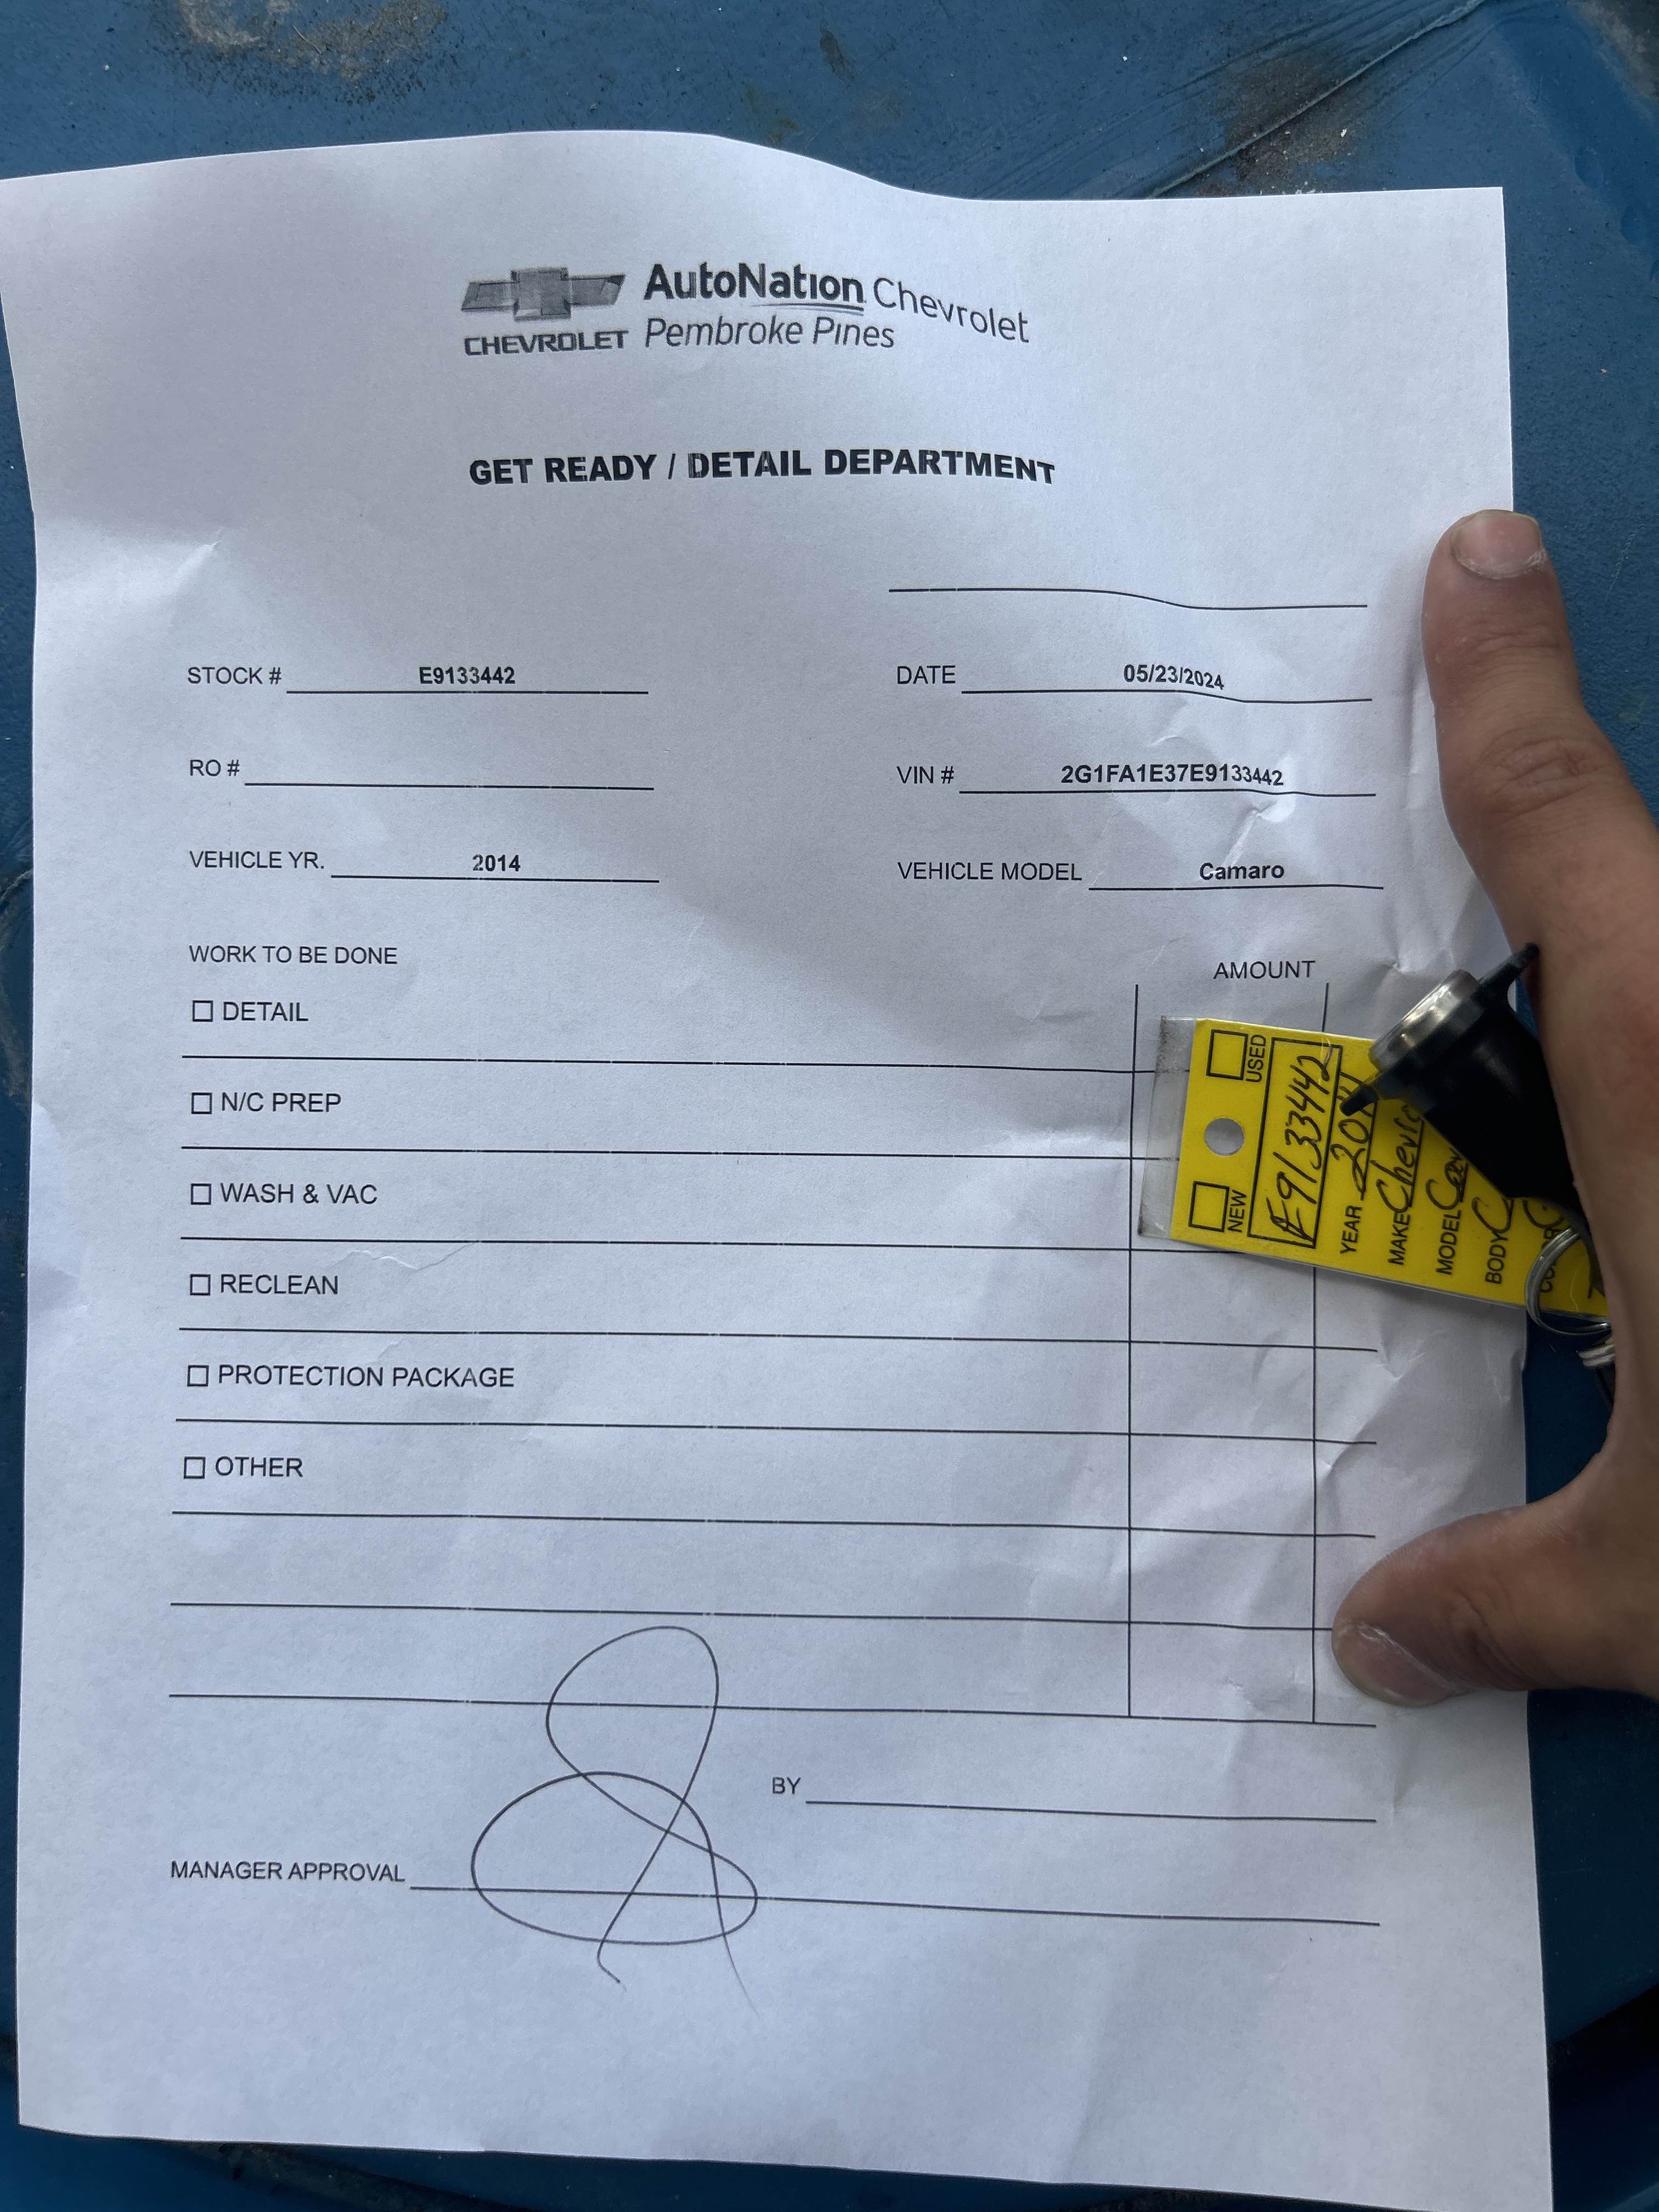 AutoNation Chevrolet
CHEVROLET Pembroke Pines
GET READY / DETAIL DEPARTMENT
STOCK # E9133442 DATE 05/23/2024
RO # VIN # 2G1FA1E37E9133442
VEHICLE YR. 2014 VEHICLE MODEL Camaro
WORK TO BE DONE AMOUNT
DETAIL
N/C PREP
WASH & VAC
RECLEAN
PROTECTION PACKAGE
OTHER
BY
MANAGER APPROVAL
NEW USED
E9133442
YEAR
MAKE
MODEL
BODY